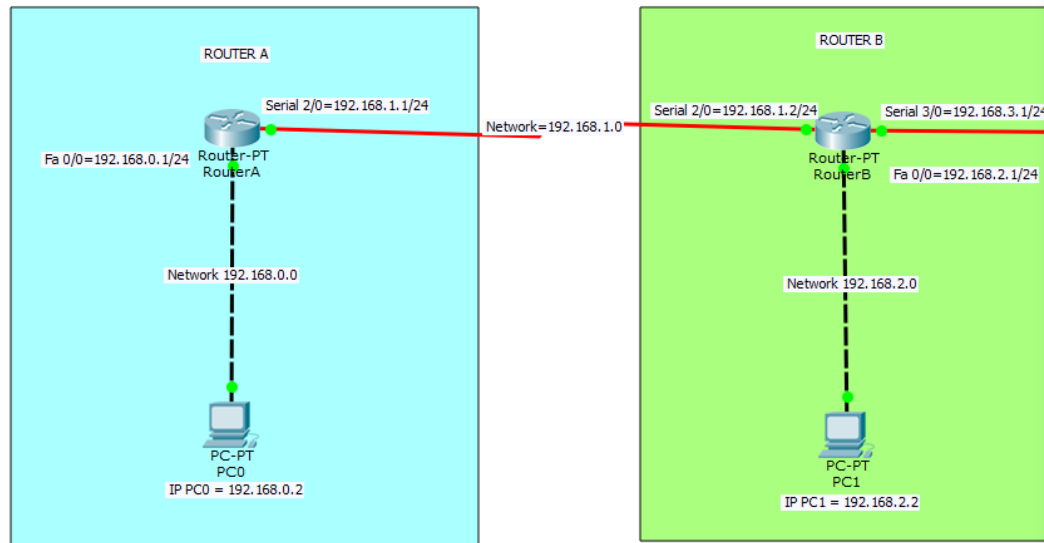 ROUTER A
ROUTER B
Serial 2/0=192.168.1.1/24
Serial 2/0=192.168.1.2/24
Serial 3/0=192.168.3.1/24
Network=192.168.1.0
Fa 0/0=192.168.0.1/24
Router-PT
RouterA
Router-PT
RouterB
Fa 0/0=192.168.2.1/24
Network 192.168.0.0
Network 192.168.2.0
PC-PT
PC0
IP PC0 = 192.168.0.2
PC-PT
PC1
IP PC1 = 192.168.2.2